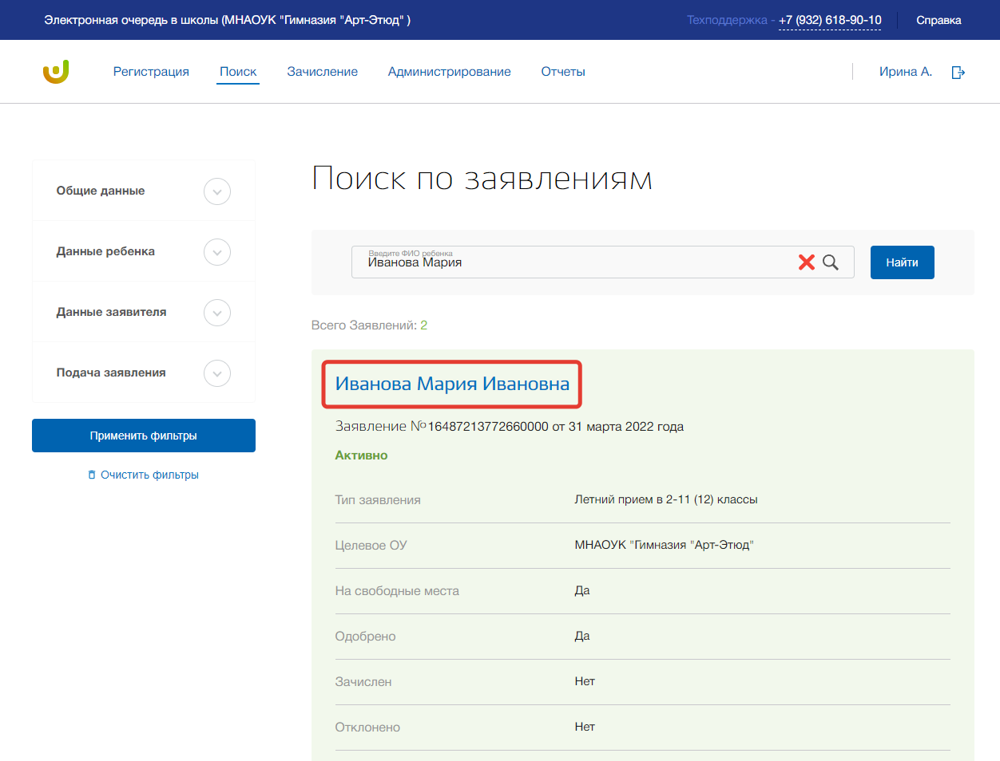 Электронная очередь в школы (МНАОУК "Гимназия "Арт-Этюд" )
Техподдержка - +7 (932) 618-90-10
Справка
Регистрация
Поиск
Зачисление
Администрирование
Отчеты
Ирина А.
Общие данные
Данные ребенка
Данные заявителя
Подача заявления
Применить фильтры
Очистить фильтры
Поиск по заявлениям
Введите ФИО ребенка
Иванова Мария
Найти
Всего Заявлений: 2
Иванова Мария Ивановна
Заявление №16487213772660000 от 31 марта 2022 года
Активно
Тип заявления
Летний прием в 2-11 (12) классы
Целевое ОУ
МНАОУК "Гимназия "Арт-Этюд"
На свободные места
Да
Одобрено
Да
Зачислен
Нет
Отклонено
Нет